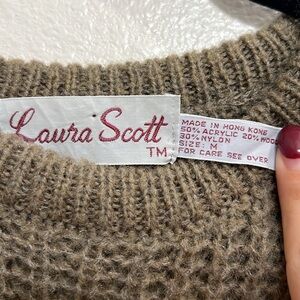 Laura Scott
TM
MADE IN HONG KONG
50% ACRYLIC 20% WOOL
30% NYLON
SIZE: M
FOR CARE SEE OVER